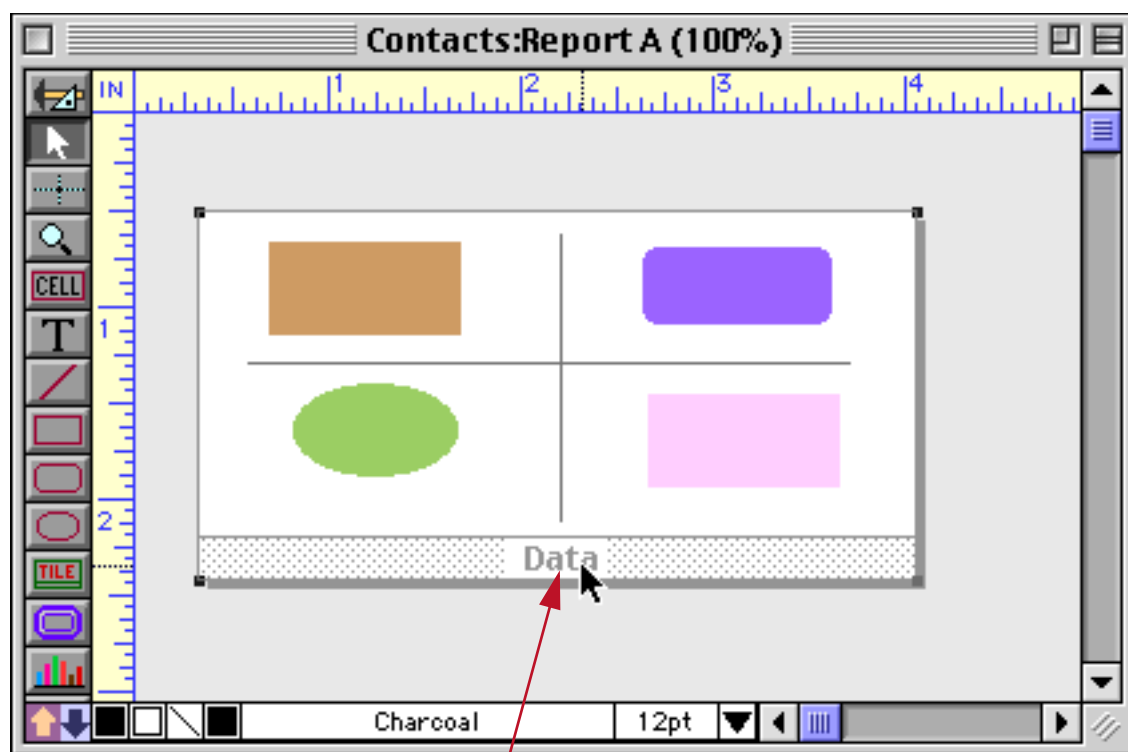 Contacts:Report A (100%)
IN 1 2 3 4
CELL
T
1
2
TILE
Data
Charcoal 12pt